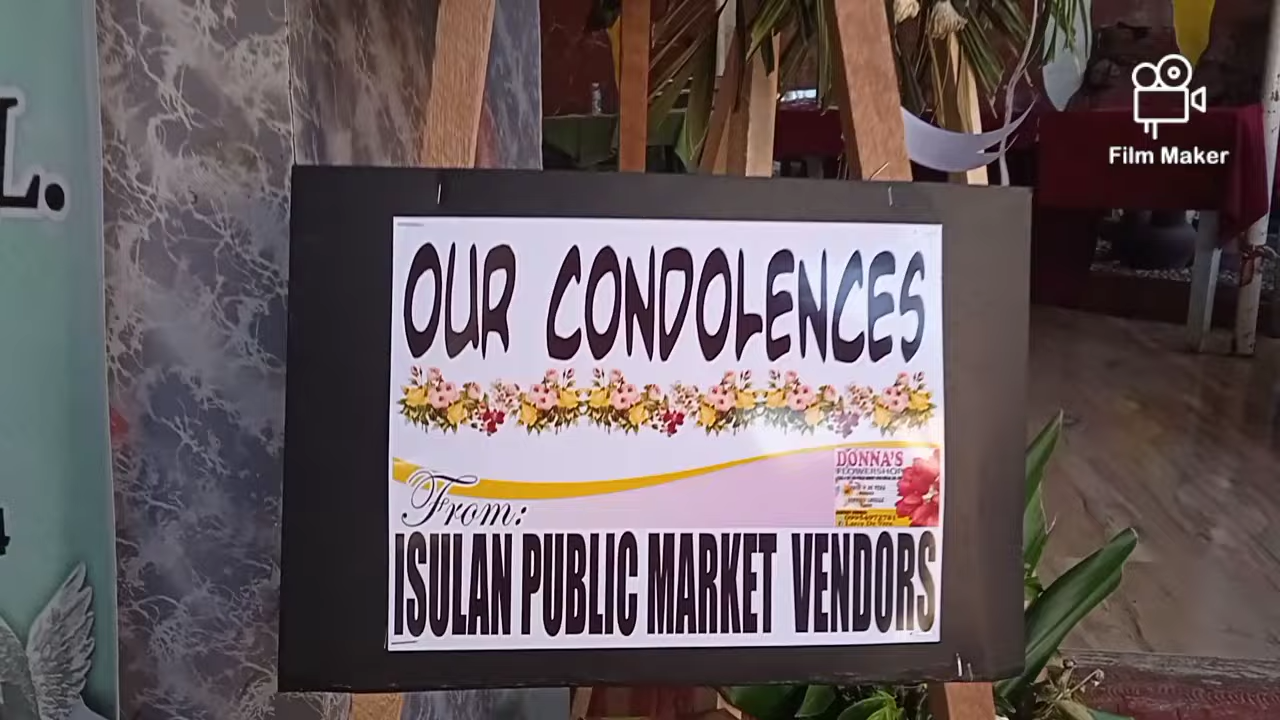 L.
Film Maker
OUR CONDOLENCES
DONNA'S
FLOWERSHOP
From:
ISULAN PUBLIC MARKET VENDORS